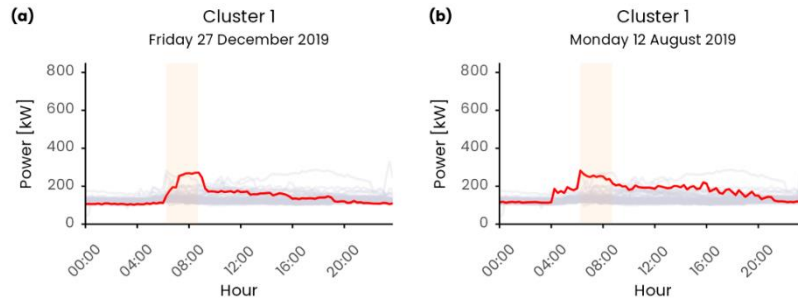 (a)
Cluster 1
Friday 27 December 2019
Power [kW]
800
600
400
200
0
00:00
04:00
08:00
12:00
16:00
20:00
Hour
(b)
Cluster 1
Monday 12 August 2019
Power [kW]
800
600
400
200
0
00:00
04:00
08:00
12:00
16:00
20:00
Hour